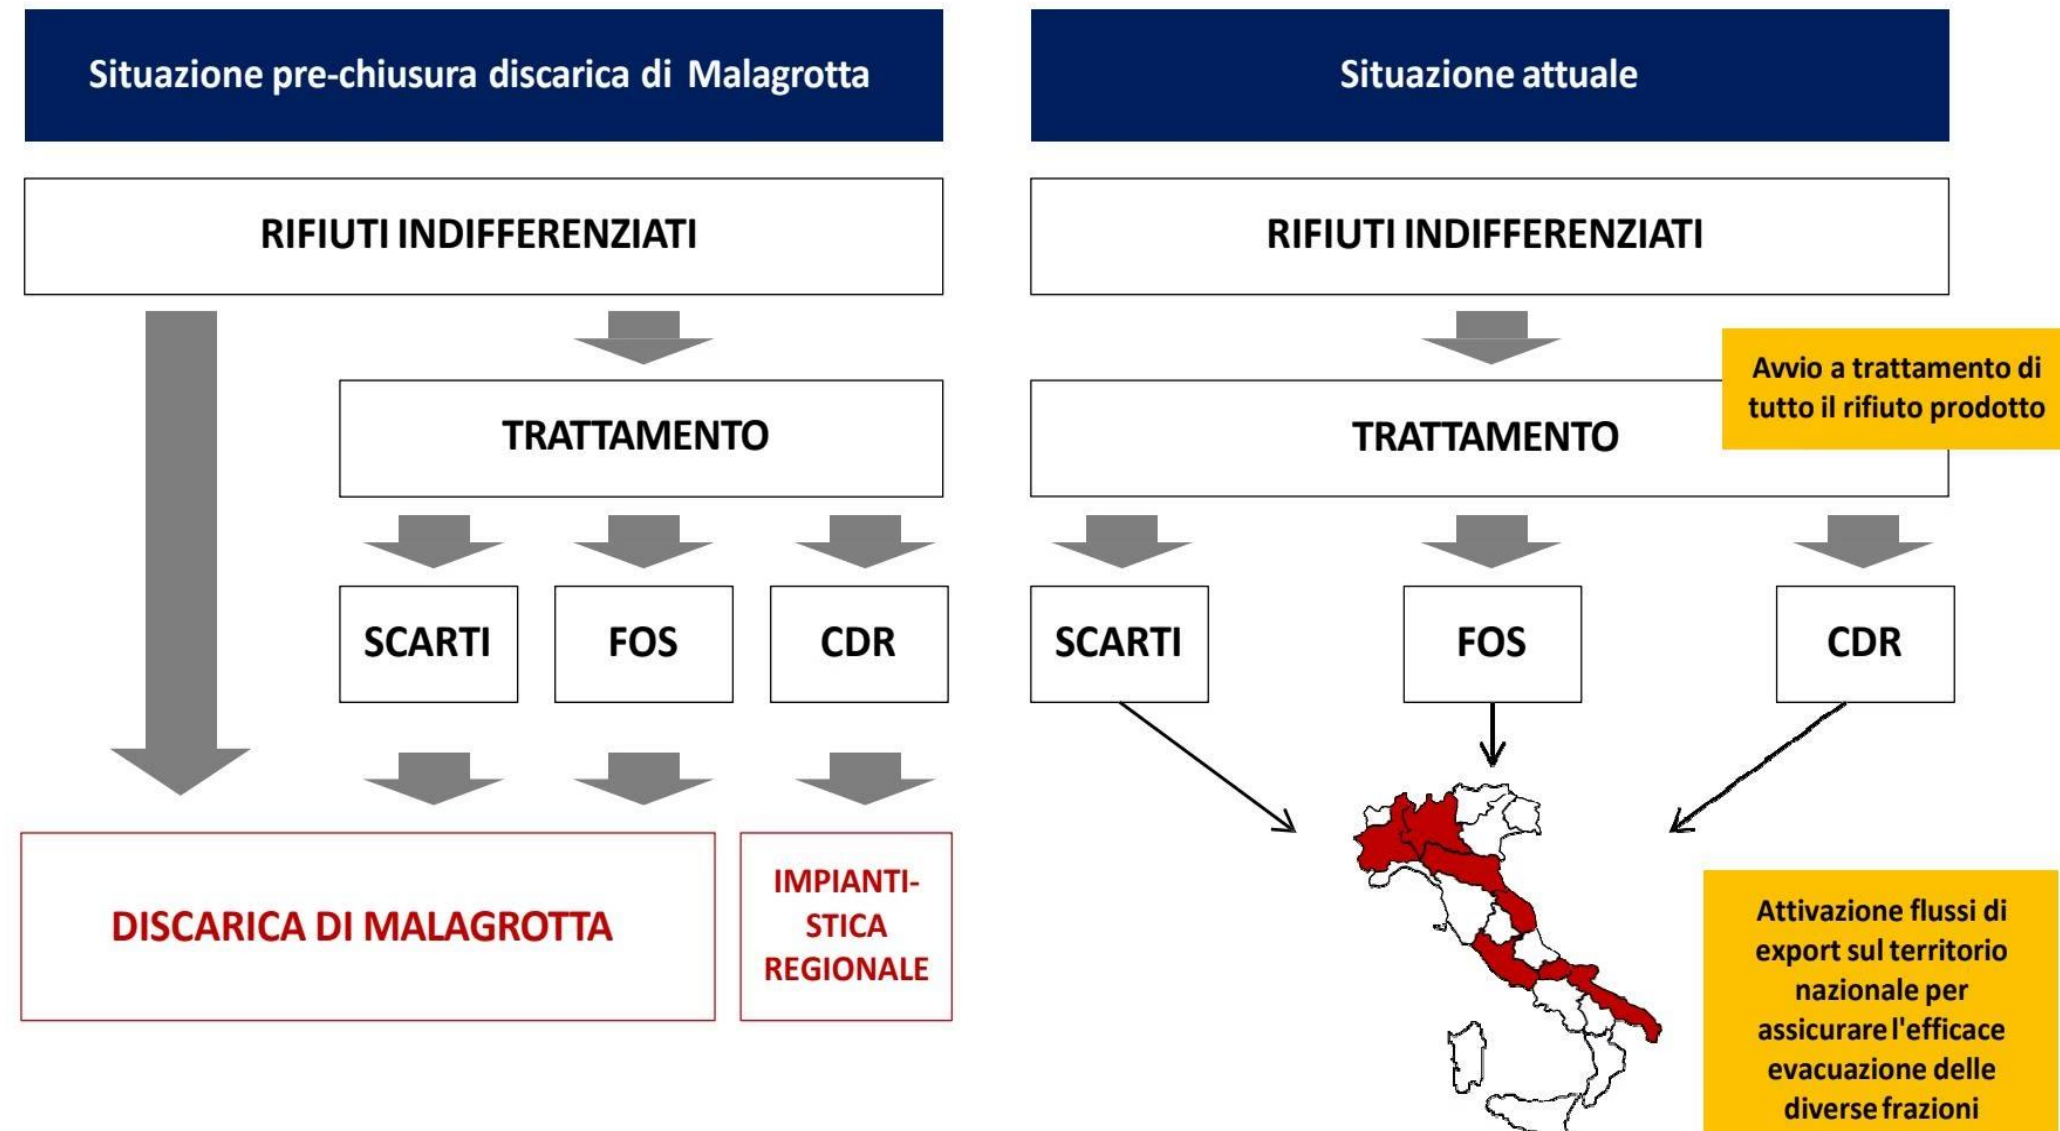 Situazione pre-chiusura discarica di Malagrotta
RIFIUTI INDIFFERENZIATI
TRATTAMENTO
SCARTI
FOS
CDR
DISCARICA DI MALAGROTTA
IMPIANTI-
STICA
REGIONALE
Situazione attuale
RIFIUTI INDIFFERENZIATI
Avvio a trattamento di
tutto il rifiuto prodotto
TRATTAMENTO
SCARTI
FOS
CDR
Attivazione flussi di
export sul territorio
nazionale per
assicurare l'efficace
evacuazione delle
diverse frazioni